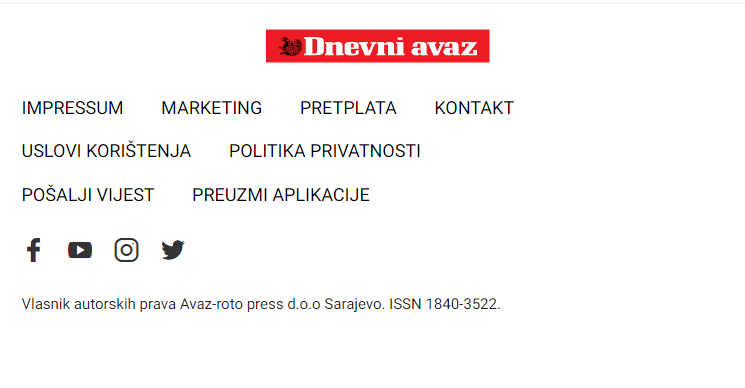 Dnevni avaz
IMPRESSUM MARKETING PRETPLATA KONTAKT
USLOVI KORIŠTENJA POLITIKA PRIVATNOSTI
POŠALJI VIJEST PREUZMI APLIKACIJE
Vlasnik autorskih prava Avaz-roto press d.o.o Sarajevo. ISSN 1840-3522.